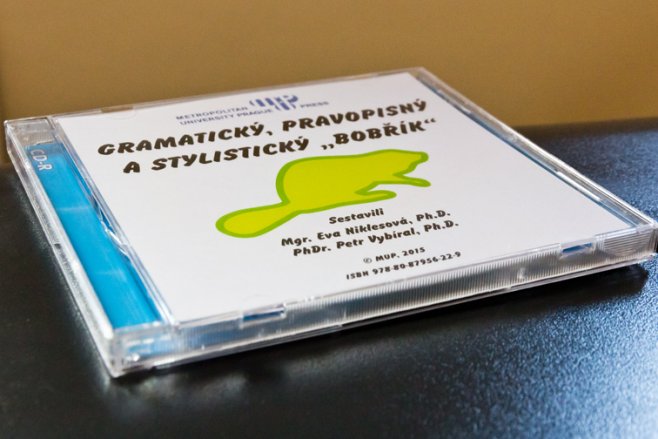 METROPOLITAN MUP PRESS
UNIVERSITY PRAGUE
GRAMATICKÝ, PRAVOPISNÝ
A STYLISTICKÝ „BOBŘÍK“
Sestavili
Mgr. Eva Niklesová, Ph.D.
PhDr. Petr Vybíral, Ph.D.
© MUP, 2015
ISBN 978-80-87956-22-9
CD-R